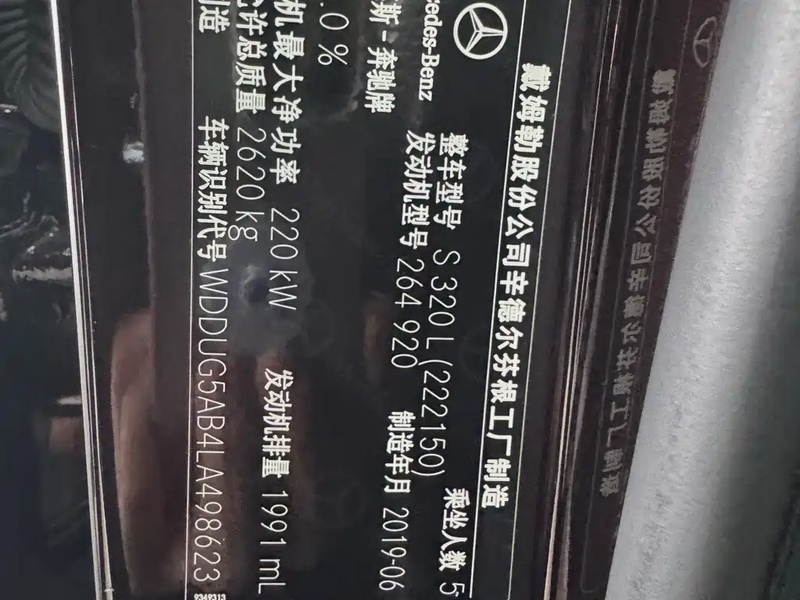 戴姆勒股份公司辛德尔芬根工厂制造
Mercedes-Benz
整车型号 S 320 L (222150) 乘坐人数 5
斯-奔驰牌 发动机型号 264 920 制造年月 2019-06
.0 %
机最大净功率 220 kW 发动机排量 1991 mL
允许总质量 2620 kg
制造 车辆识别代号 WDDUG5AB4LA498623
9349313